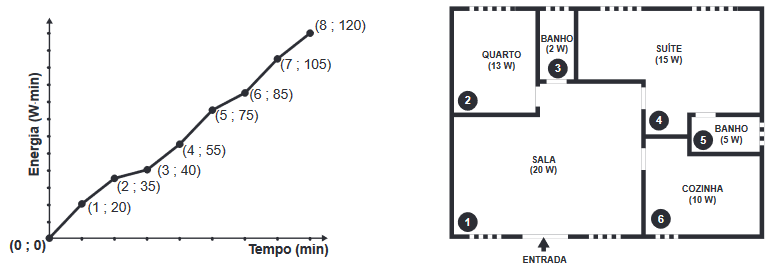 Energia (W·min)
(8 ; 120)
(7 ; 105)
(6 ; 85)
(5 ; 75)
(4 ; 55)
(3 ; 40)
(2 ; 35)
(1 ; 20)
(0 ; 0)
Tempo (min)
QUARTO
(13 W)
2
BANHO
(2 W)
3
SUÍTE
(15 W)
4
BANHO
(5 W)
5
SALA
(20 W)
1
COZINHA
(10 W)
6
ENTRADA